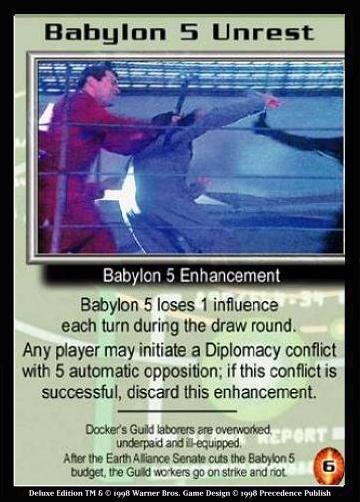 Babylon 5 Unrest
Babylon 5 Enhancement
Babylon 5 loses 1 influence
each turn during the draw round.
Any player may initiate a Diplomacy conflict
with 5 automatic opposition; if this conflict is
successful, discard this enhancement.
Docker's Guild laborers are overworked,
underpaid and ill-equipped.
After the Earth Alliance Senate cuts the Babylon 5
budget, the Guild workers go on strike and riot.
REPORT
6
Deluxe Edition TM & © 1998 Warner Bros. Game Design © 1998 Precedence Publish